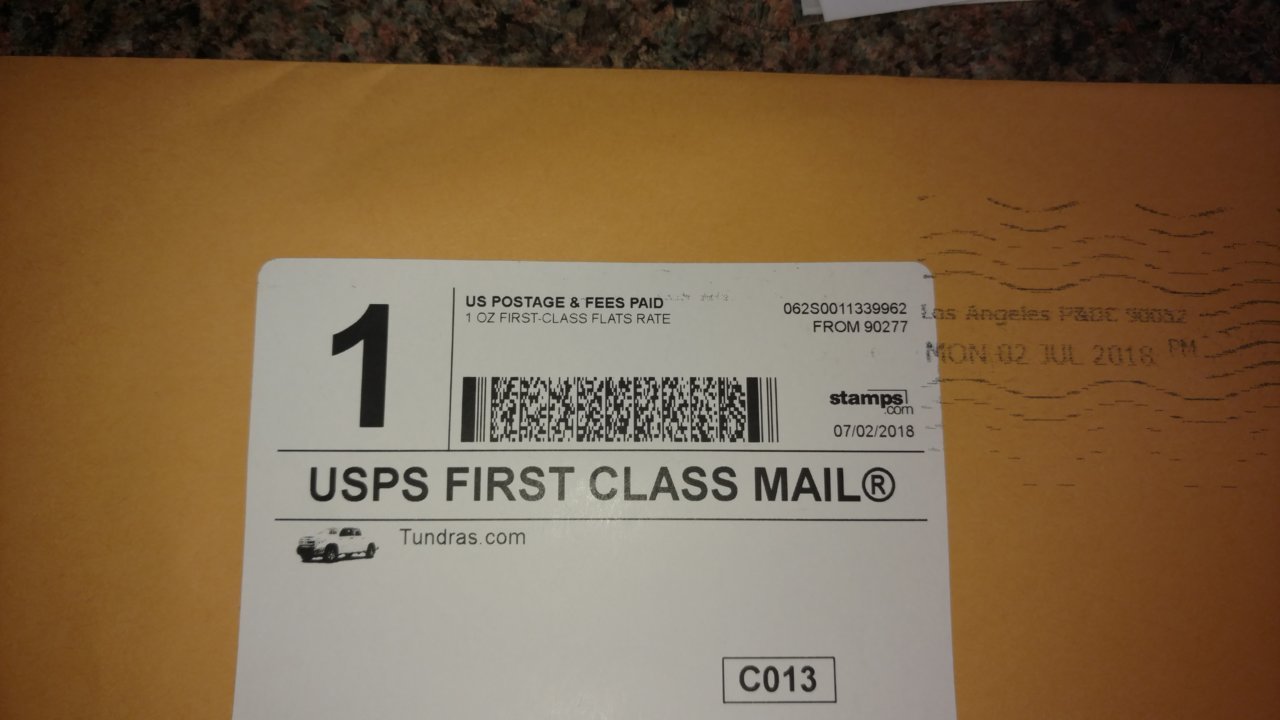 1
US POSTAGE & FEES PAID
1 OZ FIRST-CLASS FLATS RATE
062S0011339962
FROM 90277
stamps
.com
07/02/2018
Los Angeles P&DC 90052
MON 02 JUL 2018 PM
USPS FIRST CLASS MAIL®
Tundras.com
C013